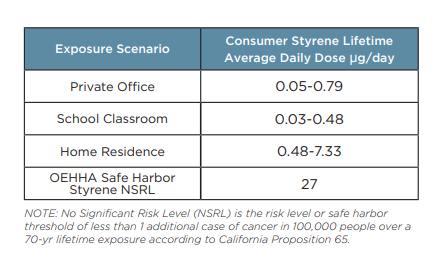 Exposure Scenario
Consumer Styrene Lifetime
Average Daily Dose µg/day
Private Office
0.05-0.79
School Classroom
0.03-0.48
Home Residence
0.48-7.33
OEHHA Safe Harbor
Styrene NSRL
27
NOTE: No Significant Risk Level (NSRL) is the risk level or safe harbor
threshold of less than 1 additional case of cancer in 100,000 people over a
70-yr lifetime exposure according to California Proposition 65.